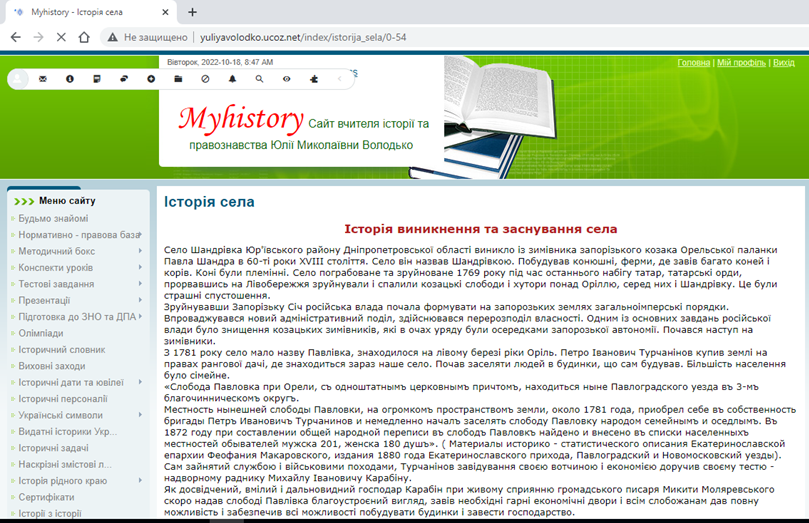 Myhistory - Історія села
Не защищено yuliyavolodko.ucoz.net/index/istorija_sela/0-54
Вівторок, 2022-10-18, 8:47 AM
Головна | Мій профіль | Вихід
Myhistory Сайт вчителя історії та
правознавства Юлії Миколаївни Володько
Меню сайту
Будьмо знайомі
Нормативно - правова база
Методичний бокс
Конспекти уроків
Тестові завдання
Презентації
Підготовка до ЗНО та ДПА
Олімпіади
Історичний словник
Виховні заходи
Історичні дати та ювілеї
Історичні персоналії
Українські символи
Видатні історики Укр...
Історичні задачі
Наскрізні змістові л...
Історія рідного краю
Сертифікати
Історії з історії
Історія села
Історія виникнення та заснування села
Село Шандрівка Юр'ївського району Дніпропетровської області виникло із зимівника запорізького козака Орельської паланки
Павла Шандра в 60-ті роки XVIII століття. Село він назвав Шандрівкою. Побудував конюшні, ферми, де завів багато коней і
корів. Коні були племінні. Село пограбоване та зруйноване 1769 року під час останнього набігу татар, татарські орди,
прорвавшись на Лівобережжя зруйнували і спалили козацькі слободи і хутори понад Оріллю, серед них і Шандрівку. Це були
страшні спустошення.
Зруйнувавши Запорізьку Січ російська влада почала формувати на запорозьких землях загальноімперські порядки.
Впроваджувався новий адміністративний поділ, здійснювався перерозподіл власності. Одним із основних завдань російської
влади було знищення козацьких зимівників, які в очах уряду були осередками запорозької автономії. Почався наступ на
зимівники.
З 1781 року село мало назву Павлівка, знаходилося на лівому березі ріки Оріль. Петро Іванович Турчанінов купив землі на
правах рангової дачі, де знаходиться зараз наше село. Почав заселяти людей в будинки, що сам будував. Більшість населення
було сімейне.
«Слобода Павловка при Орели, съ одноштатнымъ церковнымъ причтомъ, находиться ныне Павлоградского уезда въ 3-мъ
благочинническомъ округъ.
Местность нынешней слободы Павловки, на огромкомъ пространствомъ земли, около 1781 года, приобрел себе въ собственность
бригады Петръ Ивановичъ Турчанинов и немедленно началъ заселять слободу Павловку народом семейнымъ и оседлымъ. Въ
1872 году при составлении общей народной переписи въ слободъ Павловкъ найдено и внесено въ списки населенныхъ
местностей обывателей мужска 201, женска 180 душъ». ( Материалы историко - статистического описания Екатеринославской
епархии Феофания Макаровского, издания 1880 года Екатеринославского прихода, Павлоградский и Новомосковский уезды).
Сам зайнятий службою і військовими походами, Турчанінов завідування своєю вотчиною і економією доручив своєму тестю -
надворному раднику Михайлу Івановичу Карабіну.
Як досвідчений, вмілий і дальновидний господар Карабін при живому сприянню громадського писаря Микити Моляревського
скоро надав слободі Павлівка благоустроєний вигляд, завів необхідні гарні економічні двори і всім слобожанам дав повну
можливість і забезпечив всі можливості побудувати будинки і завести господарство.